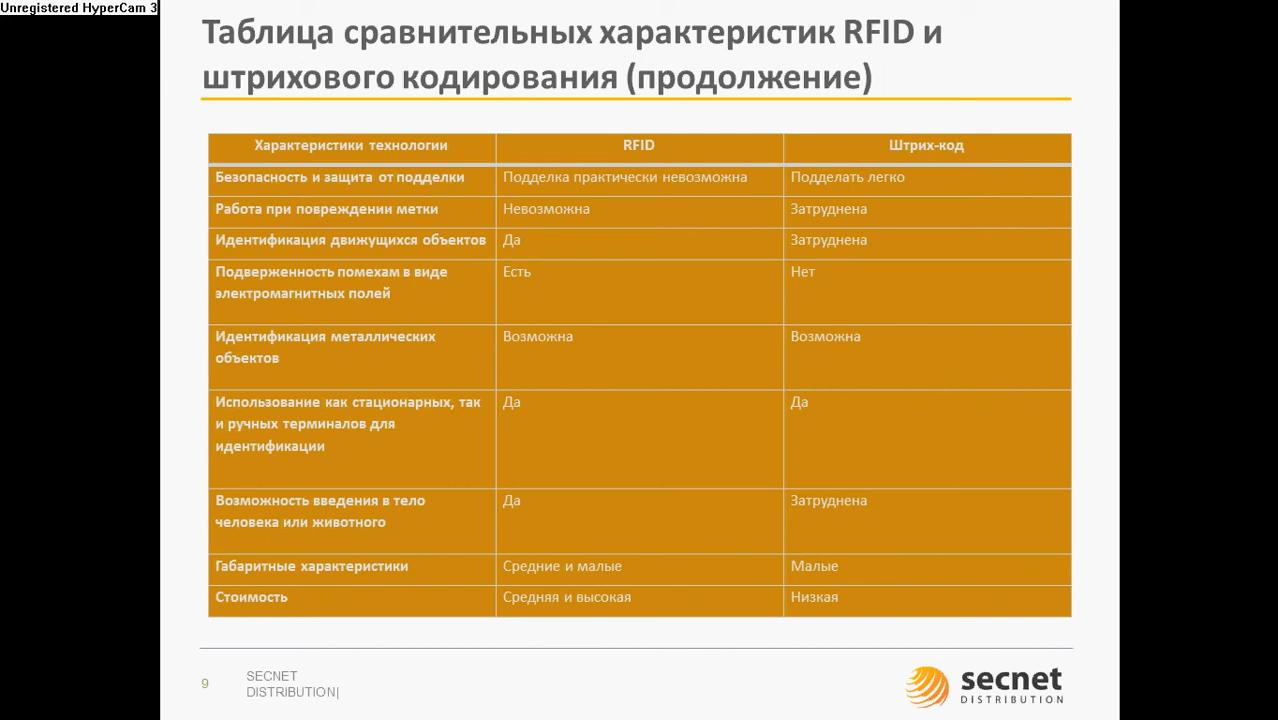 Unregistered HyperCam 3
Таблица сравнительных характеристик RFID и
штрихового кодирования (продолжение)
Характеристики технологии RFID Штрих-код
Безопасность и защита от подделки Подделка практически невозможна Подделать легко
Работа при повреждении метки Невозможна Затруднена
Идентификация движущихся объектов Да Затруднена
Подверженность помехам в виде Есть Нет
электромагнитных полей
Идентификация металлических Возможна Возможна
объектов
Использование как стационарных, так Да Да
и ручных терминалов для
идентификации
Возможность введения в тело Да Затруднена
человека или животного
Габаритные характеристики Средние и малые Малые
Стоимость Средняя и высокая Низкая
9
SECNET
DISTRIBUTION|
secnet
DISTRIBUTION